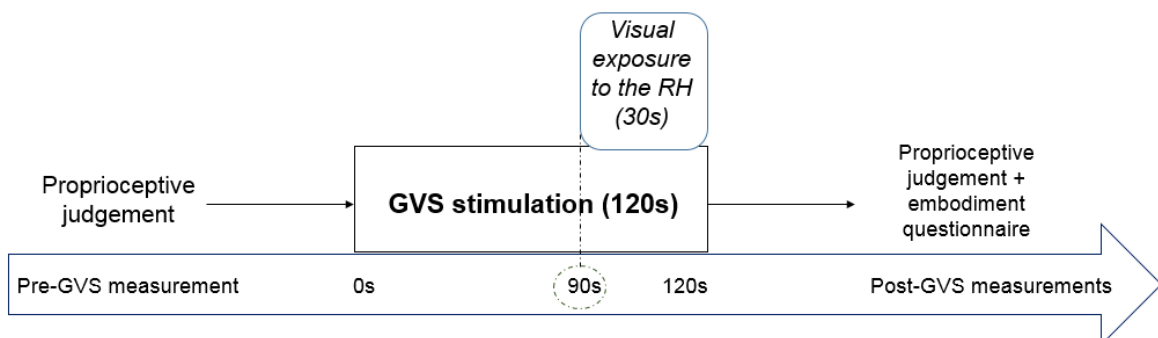 Visual
exposure
to the RH
(30s)
Proprioceptive
judgement
GVS stimulation (120s)
Proprioceptive
judgement +
embodiment
questionnaire
Pre-GVS measurement
0s
90s
120s
Post-GVS measurements